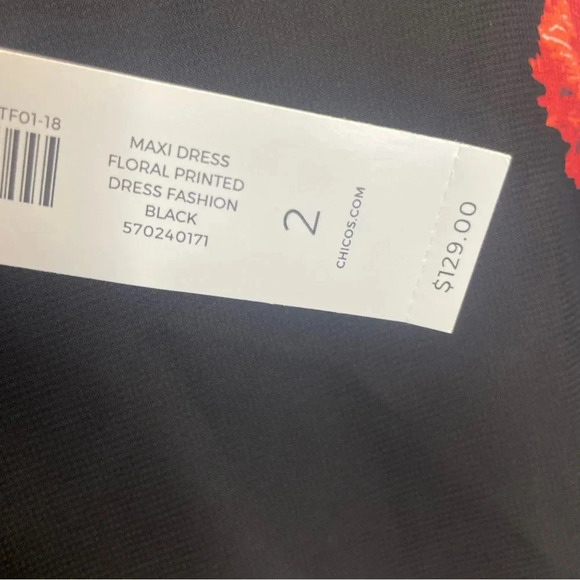 TF01-18
MAXI DRESS
FLORAL PRINTED
DRESS FASHION
BLACK
570240171
2
CHICOS.COM
$129.00